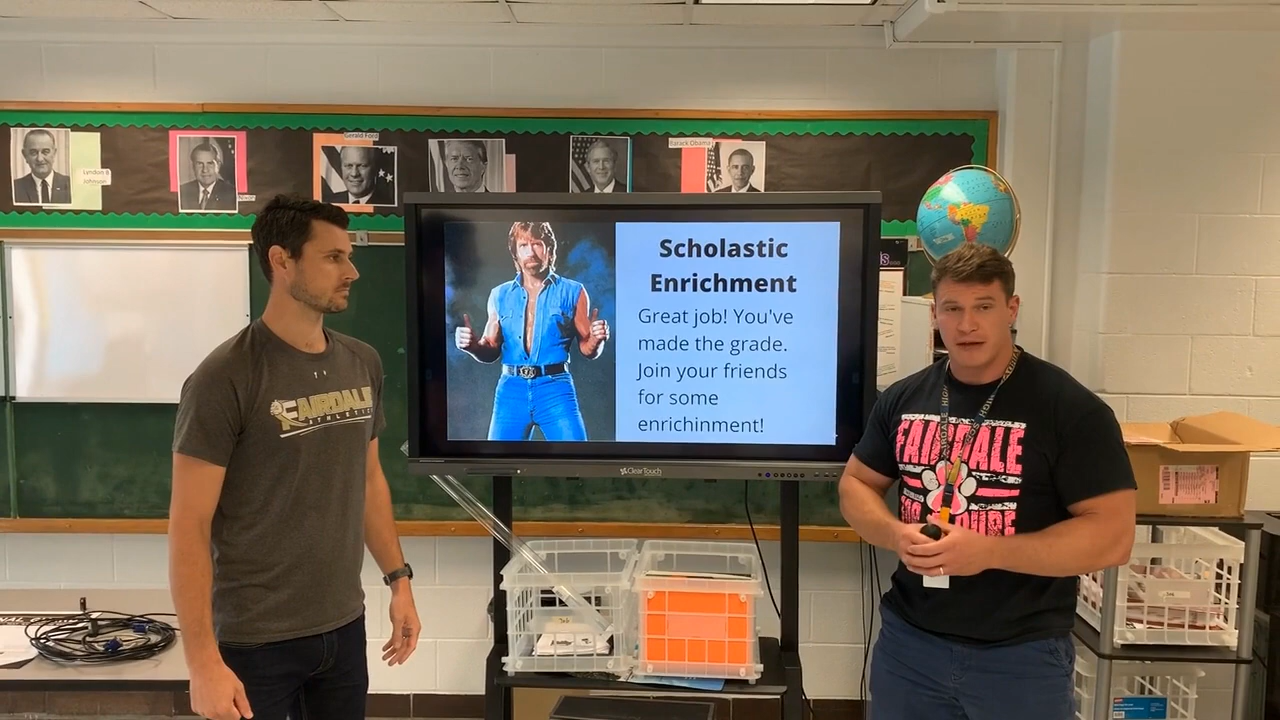 Gerald Ford
Barack Obama
Lyndon B
Johnson
Nixon
Scholastic
Enrichment
Great job! You've
made the grade.
Join your friends
for some
enrichinment!
ClearTouch
FAIRDALE
ATHLETICS
FAIRDALE